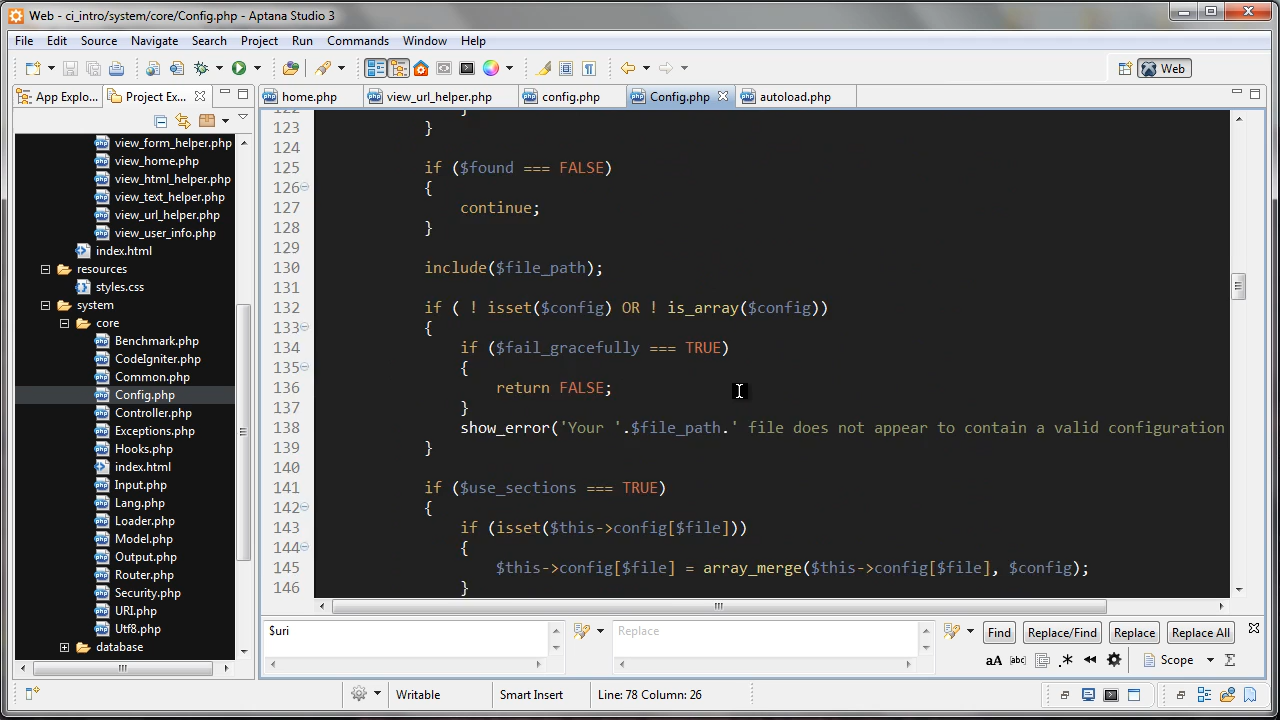 Web - ci_intro/system/core/Config.php - Aptana Studio 3
File Edit Source Navigate Search Project Run Commands Window Help
Web
App Explo... Project Ex...
home.php view_url_helper.php config.php Config.php autoload.php
view_form_helper.php
view_home.php
view_html_helper.php
view_text_helper.php
view_url_helper.php
view_user_info.php
index.html
resources
styles.css
system
core
Benchmark.php
CodeIgniter.php
Common.php
Config.php
Controller.php
Exceptions.php
Hooks.php
index.html
Input.php
Lang.php
Loader.php
Model.php
Output.php
Router.php
Security.php
URI.php
Utf8.php
database
122 }
123 }
124
125 if ($found === FALSE)
126 {
127 continue;
128 }
129
130 include($file_path);
131
132 if ( ! isset($config) OR ! is_array($config))
133 {
134 if ($fail_gracefully === TRUE)
135 {
136 return FALSE;
137 }
138 show_error('Your '.$file_path.' file does not appear to contain a valid configuration
139 }
140
141 if ($use_sections === TRUE)
142 {
143 if (isset($this->config[$file]))
144 {
145 $this->config[$file] = array_merge($this->config[$file], $config);
146 }
$uri
Replace
Find Replace/Find Replace Replace All
aA abc .* Scope Σ
Writable Smart Insert Line: 78 Column: 26